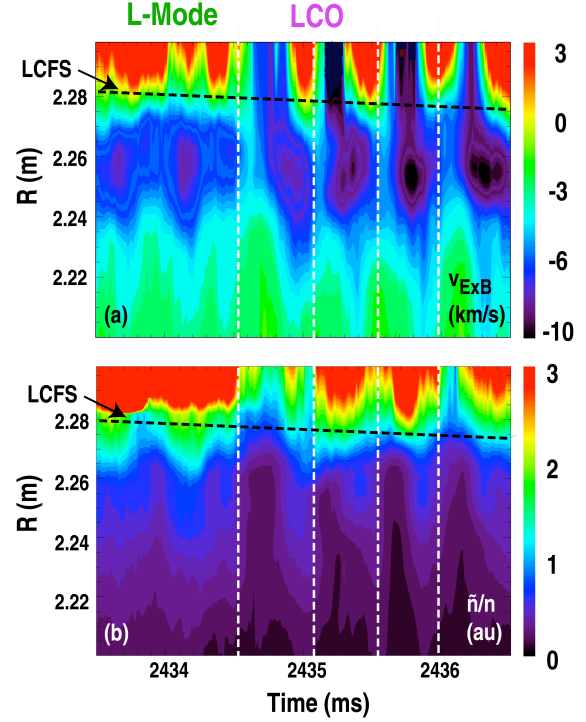 (a)
L-Mode
LCO
LCFS
R (m)
2.28
2.26
2.24
2.22
3
0
-3
-6
-10
v_ExB
(km/s)
(a)
LCFS
R (m)
2.28
2.26
2.24
2.22
3
2
1
0
ñ/n
(au)
(b)
2434
2435
2436
Time (ms)